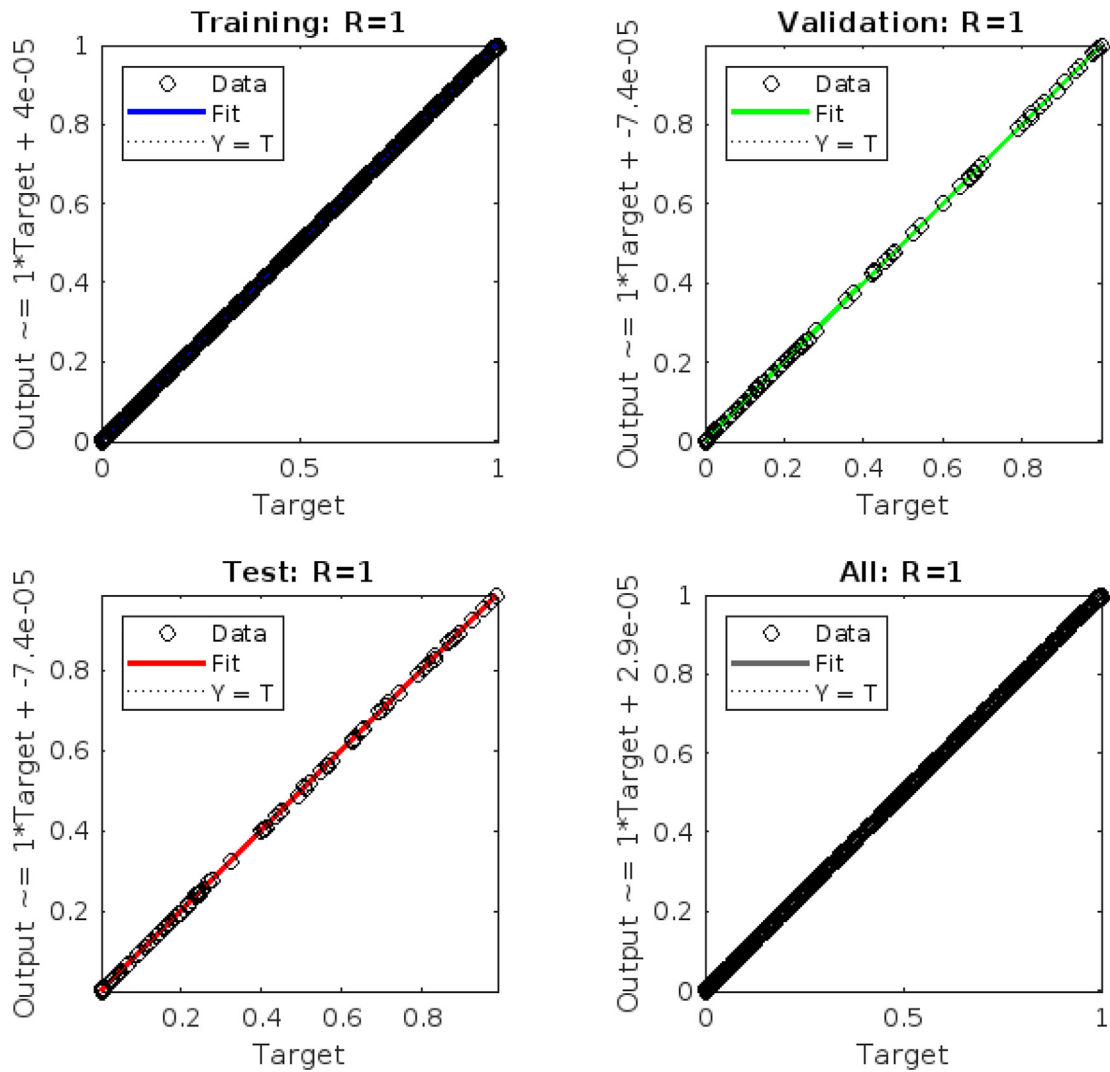 Training: R=1
Output ~= 1*Target + 4e-05
1
0.8
0.6
0.4
0.2
0
Data
Fit
Y = T
0
0.5
1
Target
Validation: R=1
Output ~= 1*Target + -7.4e-05
0.8
0.6
0.4
0.2
0
Data
Fit
Y = T
0
0.2
0.4
0.6
0.8
Target
Test: R=1
Output ~= 1*Target + -7.4e-05
0.8
0.6
0.4
0.2
Data
Fit
Y = T
0.2
0.4
0.6
0.8
Target
All: R=1
Output ~= 1*Target + 2.9e-05
1
0.8
0.6
0.4
0.2
0
Data
Fit
Y = T
0
0.5
1
Target